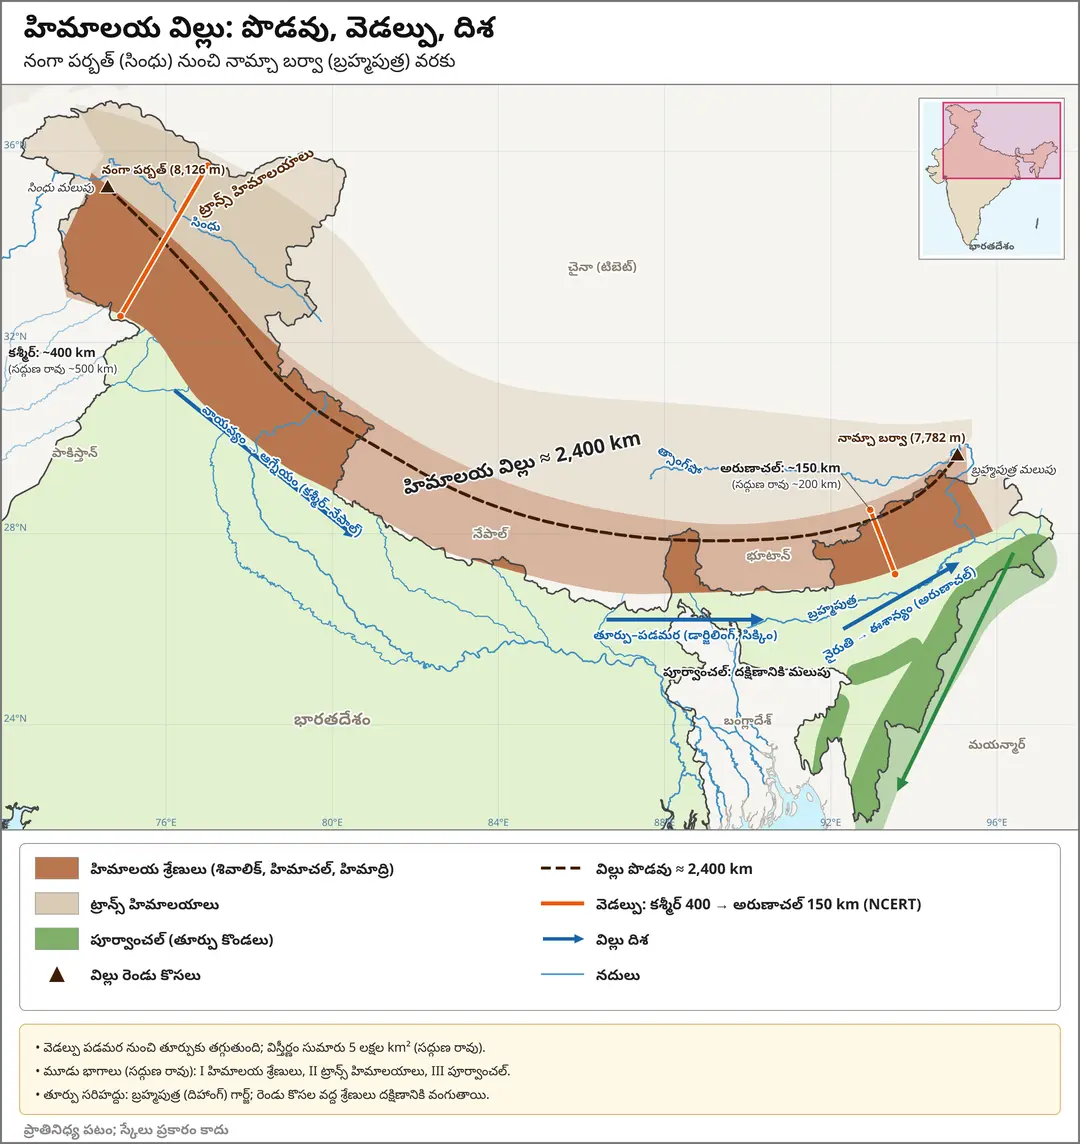 హిమాలయ విల్లు: పొడవు, వెడల్పు, దిశ
నంగా పర్బత్ (సింధు) నుంచి నామ్చా బర్వా (బ్రహ్మపుత్ర) వరకు
36°N
నంగా పర్బత్ (8,126 m)
ట్రాన్స్ హిమాలయాలు
సింధు మలుపు
సింధు
చైనా (టిబెట్)
భారతదేశం
32°N
కశ్మీర్: ~400 km
(సద్గుణ రావు ~500 km)
వాయవ్యం → ఆగ్నేయం (కశ్మీర్–నేపాల్)
పాకిస్తాన్
హిమాలయ విల్లు ≈ 2,400 km
నామ్చా బర్వా (7,782 m)
త్సాంగ్‌పో
అరుణాచల్: ~150 km
(సద్గుణ రావు ~200 km)
బ్రహ్మపుత్ర మలుపు
28°N
నేపాల్
భూటాన్
బ్రహ్మపుత్ర
నైరుతి → ఈశాన్యం (అరుణాచల్)
తూర్పు–పడమర (డార్జిలింగ్, సిక్కిం)
పూర్వాంచల్: దక్షిణానికి మలుపు
24°N
భారతదేశం
బంగ్లాదేశ్
మయన్మార్
76°E
80°E
84°E
88°E
92°E
96°E
హిమాలయ శ్రేణులు (శివాలిక్, హిమాచల్, హిమాద్రి)
ట్రాన్స్ హిమాలయాలు
పూర్వాంచల్ (తూర్పు కొండలు)
విల్లు రెండు కొసలు
విల్లు పొడవు ≈ 2,400 km
వెడల్పు: కశ్మీర్ 400 → అరుణాచల్ 150 km (NCERT)
విల్లు దిశ
నదులు
• వెడల్పు పడమర నుంచి తూర్పుకు తగ్గుతుంది; విస్తీర్ణం సుమారు 5 లక్షల km² (సద్గుణ రావు).
• మూడు భాగాలు (సద్గుణ రావు): I హిమాలయ శ్రేణులు, II ట్రాన్స్ హిమాలయాలు, III పూర్వాంచల్.
• తూర్పు సరిహద్దు: బ్రహ్మపుత్ర (దిహాంగ్) గార్జ్; రెండు కొసల వద్ద శ్రేణులు దక్షిణానికి వంగుతాయి.
ప్రాతినిధ్య పటం; స్కేలు ప్రకారం కాదు